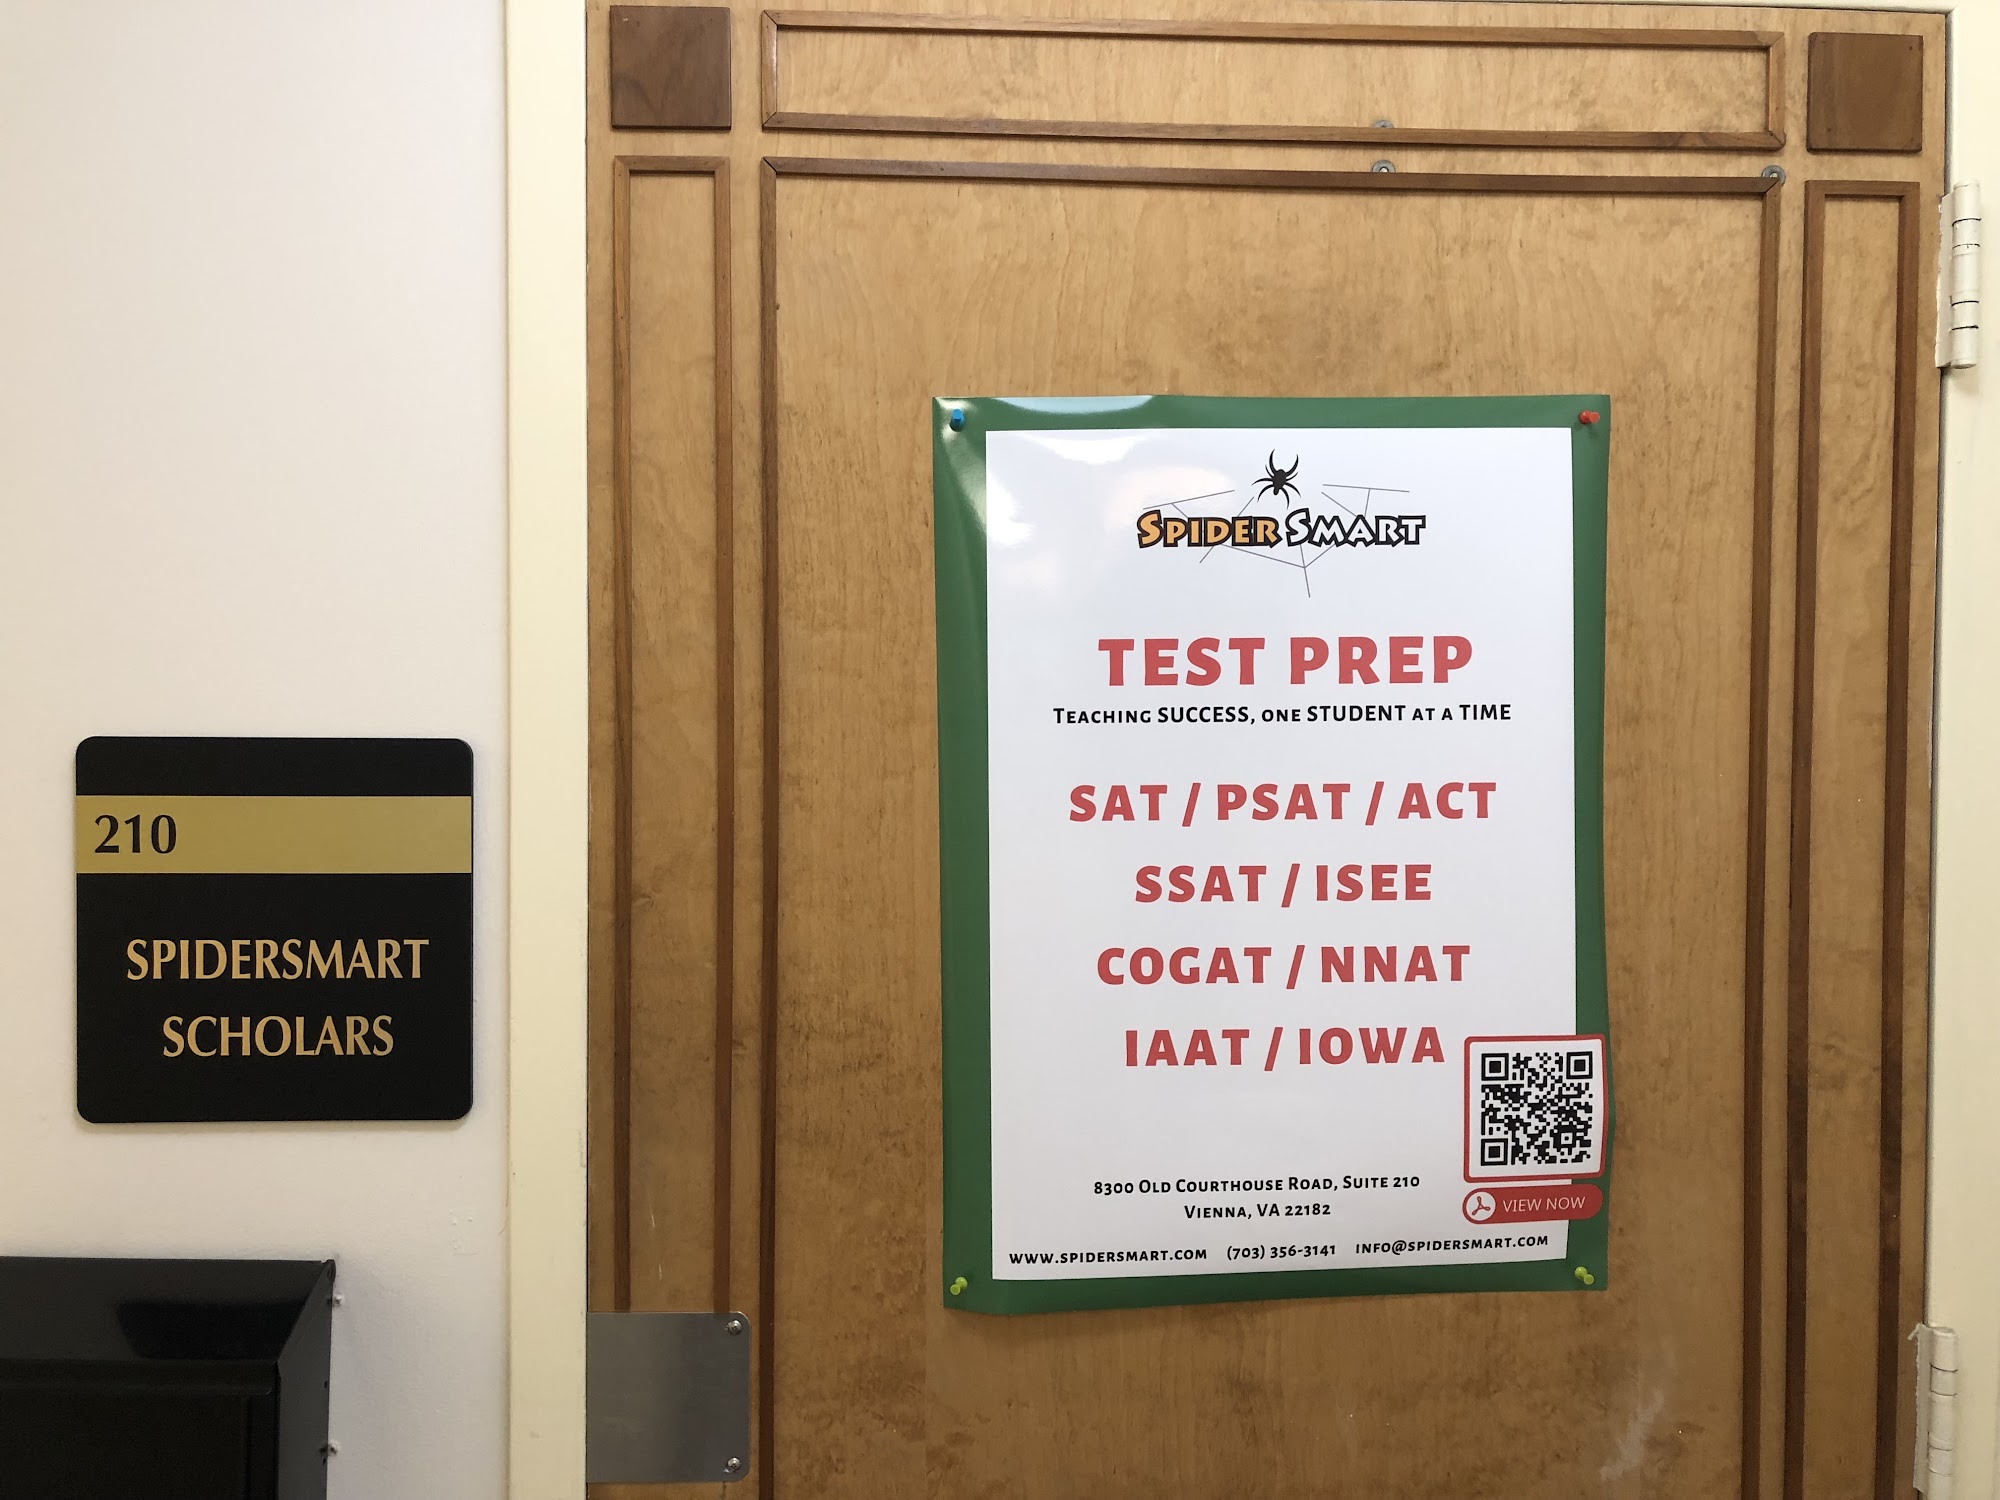 210
SPIDERSMART
SCHOLARS
SPIDER SMART
TEST PREP
TEACHING SUCCESS, ONE STUDENT AT A TIME
SAT / PSAT / ACT
SSAT / ISEE
COGAT / NNAT
IAAT / IOWA
VIEW NOW
8300 OLD COURTHOUSE ROAD, SUITE 210
VIENNA, VA 22182
WWW.SPIDERSMART.COM (703) 356-3141 INFO@SPIDERSMART.COM